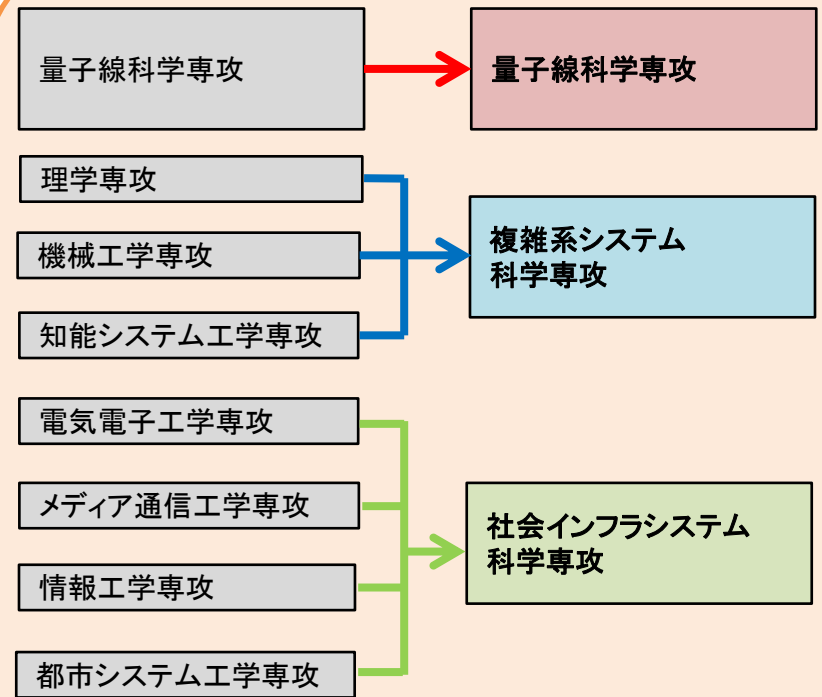 量子線科学専攻
量子線科学専攻
理学専攻
機械工学専攻
知能システム工学専攻
複雑系システム
科学専攻
電気電子工学専攻
メディア通信工学専攻
情報工学専攻
都市システム工学専攻
社会インフラシステム
科学専攻